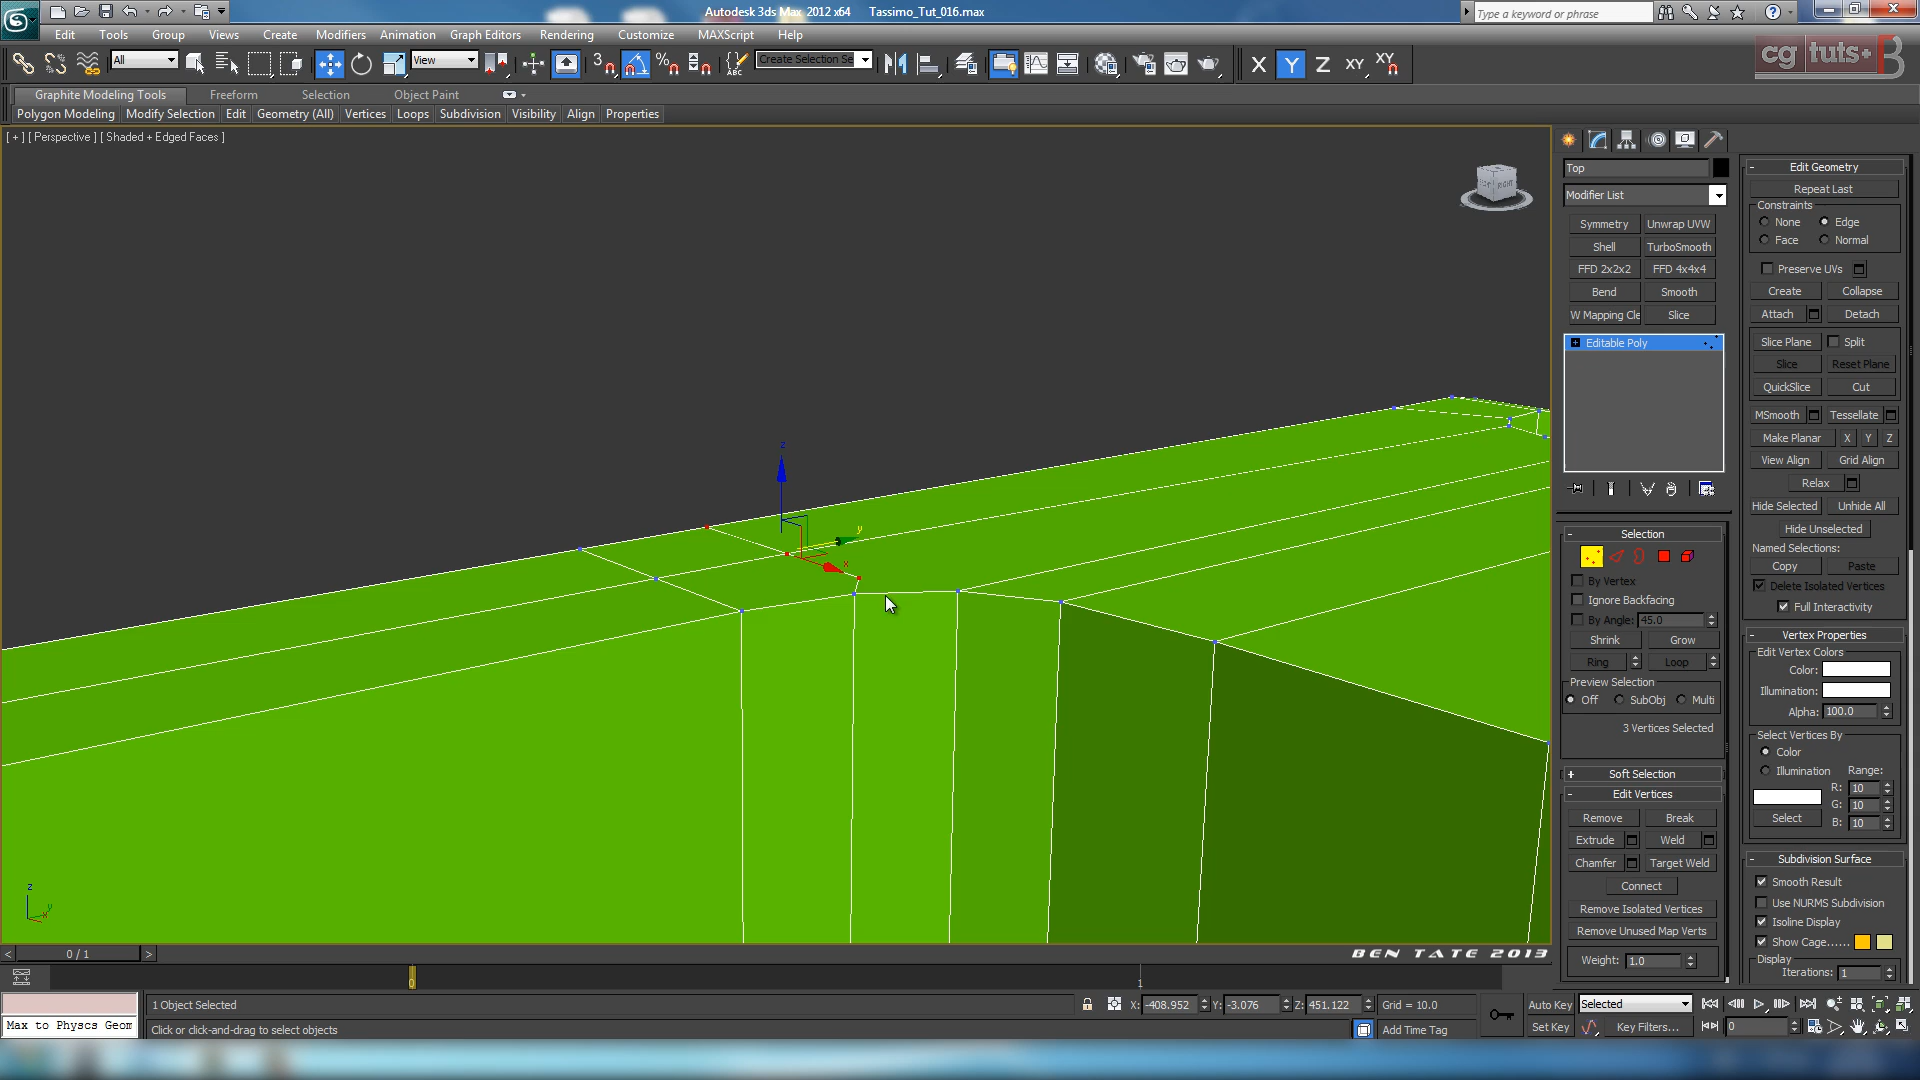 Autodesk 3ds Max 2012 x64 Tassimo_Tut_016.max
Type a keyword or phrase
Edit Tools Group Views Create Modifiers Animation Graph Editors Rendering Customize MAXScript Help
All View Create Selection Se X Y Z XY XY
cg tuts+
Graphite Modeling Tools Freeform Selection Object Paint
Polygon Modeling Modify Selection Edit Geometry (All) Vertices Loops Subdivision Visibility Align Properties
[ + ] [ Perspective ] [ Shaded + Edged Faces ]
RIGHT
z
y
x
z
y
x
Top
Modifier List
Symmetry Unwrap UVW
Shell TurboSmooth
FFD 2x2x2 FFD 4x4x4
Bend Smooth
W Mapping Cle Slice
Editable Poly
Selection
By Vertex
Ignore Backfacing
By Angle: 45.0
Shrink Grow
Ring Loop
Preview Selection
Off SubObj Multi
3 Vertices Selected
Soft Selection
Edit Vertices
Remove Break
Extrude Weld
Chamfer Target Weld
Connect
Remove Isolated Vertices
Remove Unused Map Verts
Weight: 1.0
Edit Geometry
Repeat Last
Constraints
None Edge
Face Normal
Preserve UVs
Create Collapse
Attach Detach
Slice Plane Split
Slice Reset Plane
QuickSlice Cut
MSmooth Tessellate
Make Planar X Y Z
View Align Grid Align
Relax
Hide Selected Unhide All
Hide Unselected
Named Selections:
Copy Paste
Delete Isolated Vertices
Full Interactivity
Vertex Properties
Edit Vertex Colors
Color:
Illumination:
Alpha: 100.0
Select Vertices By
Color
Illumination Range:
R: 10
G: 10
Select B: 10
Subdivision Surface
Smooth Result
Use NURMS Subdivision
Isoline Display
Show Cage......
Display
Iterations: 1
< 0 / 1 >
BEN TATE 2013
0 1
1 Object Selected X: -408.952 Y: -3.076 Z: 451.122 Grid = 10.0 Auto Key Selected
Max to Physcs Geom Click or click-and-drag to select objects Add Time Tag Set Key Key Filters... 0